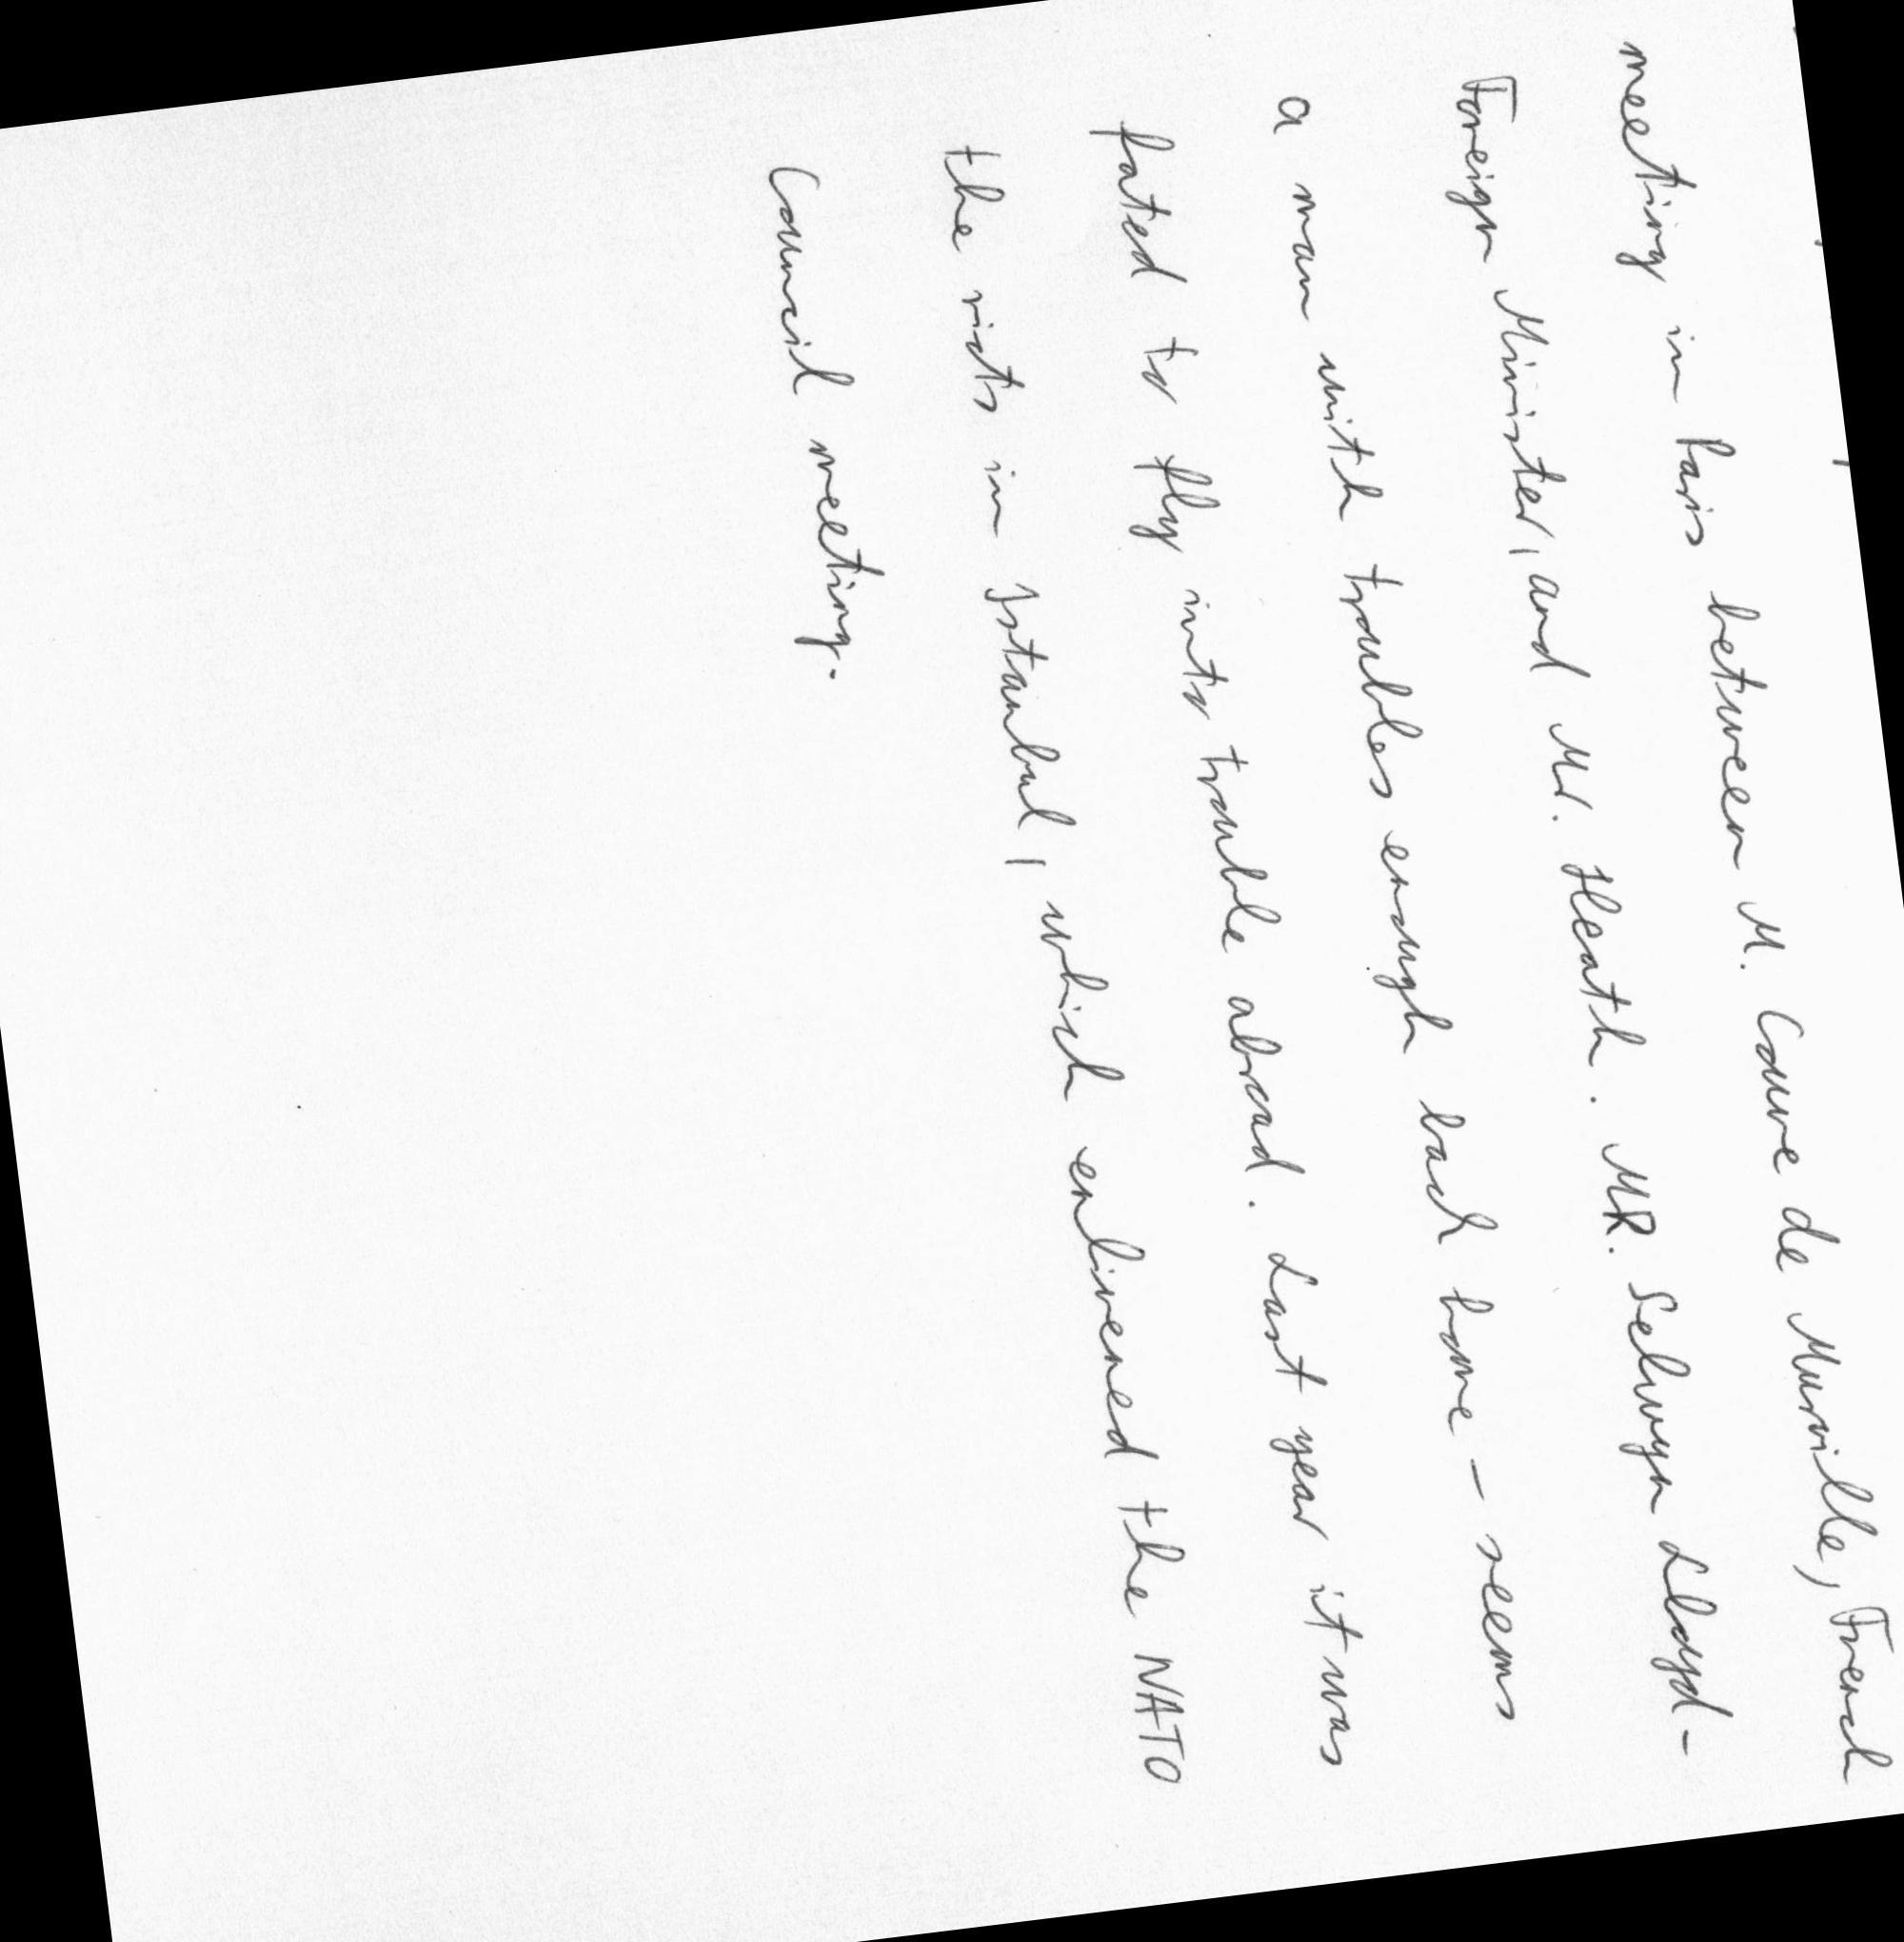 meeting in Paris between M. Couve de Murville, French
Foreign Minister, and Mr. Heath. MR. Selwyn Lloyd -
a man with troubles enough back home - seems
fated to fly into trouble abroad. Last year it was
the riots in Istanbul, which enlivened the NATO
Council meeting.